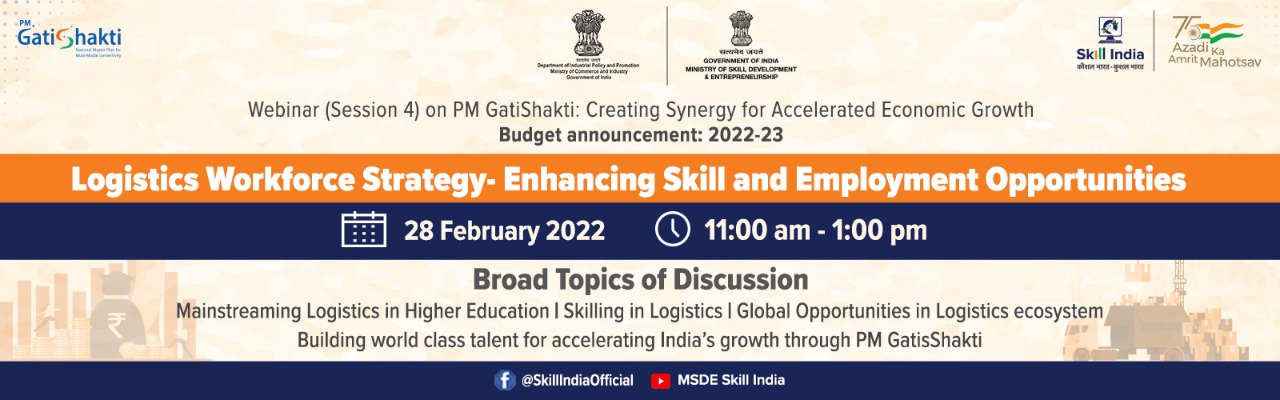 PM
GatiShakti
National Master Plan for
Multi-Modal connectivity
सत्यमेव जयते
Department of Industrial Policy and Promotion
Ministry of Commerce and Industry
Government of India
सत्यमेव जयते
GOVERNMENT OF INDIA
MINISTRY OF SKILL DEVELOPMENT
& ENTREPRENEURSHIP
Skill India
कौशल भारत - कुशल भारत
75
Azadi Ka
Amrit Mahotsav
Webinar (Session 4) on PM GatiShakti: Creating Synergy for Accelerated Economic Growth
Budget announcement: 2022-23
Logistics Workforce Strategy- Enhancing Skill and Employment Opportunities
28 February 2022
11:00 am - 1:00 pm
Broad Topics of Discussion
Mainstreaming Logistics in Higher Education | Skilling in Logistics | Global Opportunities in Logistics ecosystem
Building world class talent for accelerating India's growth through PM GatisShakti
₹
@SkillIndiaOfficial
MSDE Skill India